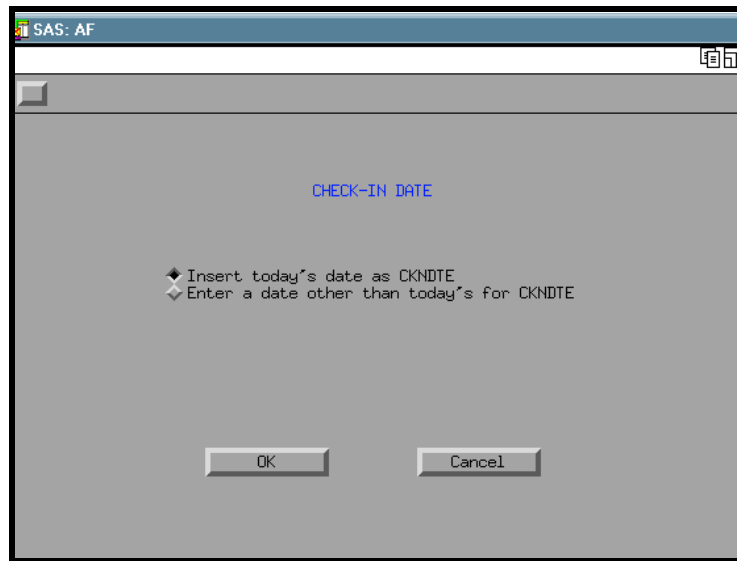 SAS: AF
CHECK-IN DATE
Insert today's date as CKNDTE
Enter a date other than today's for CKNDTE
OK
Cancel